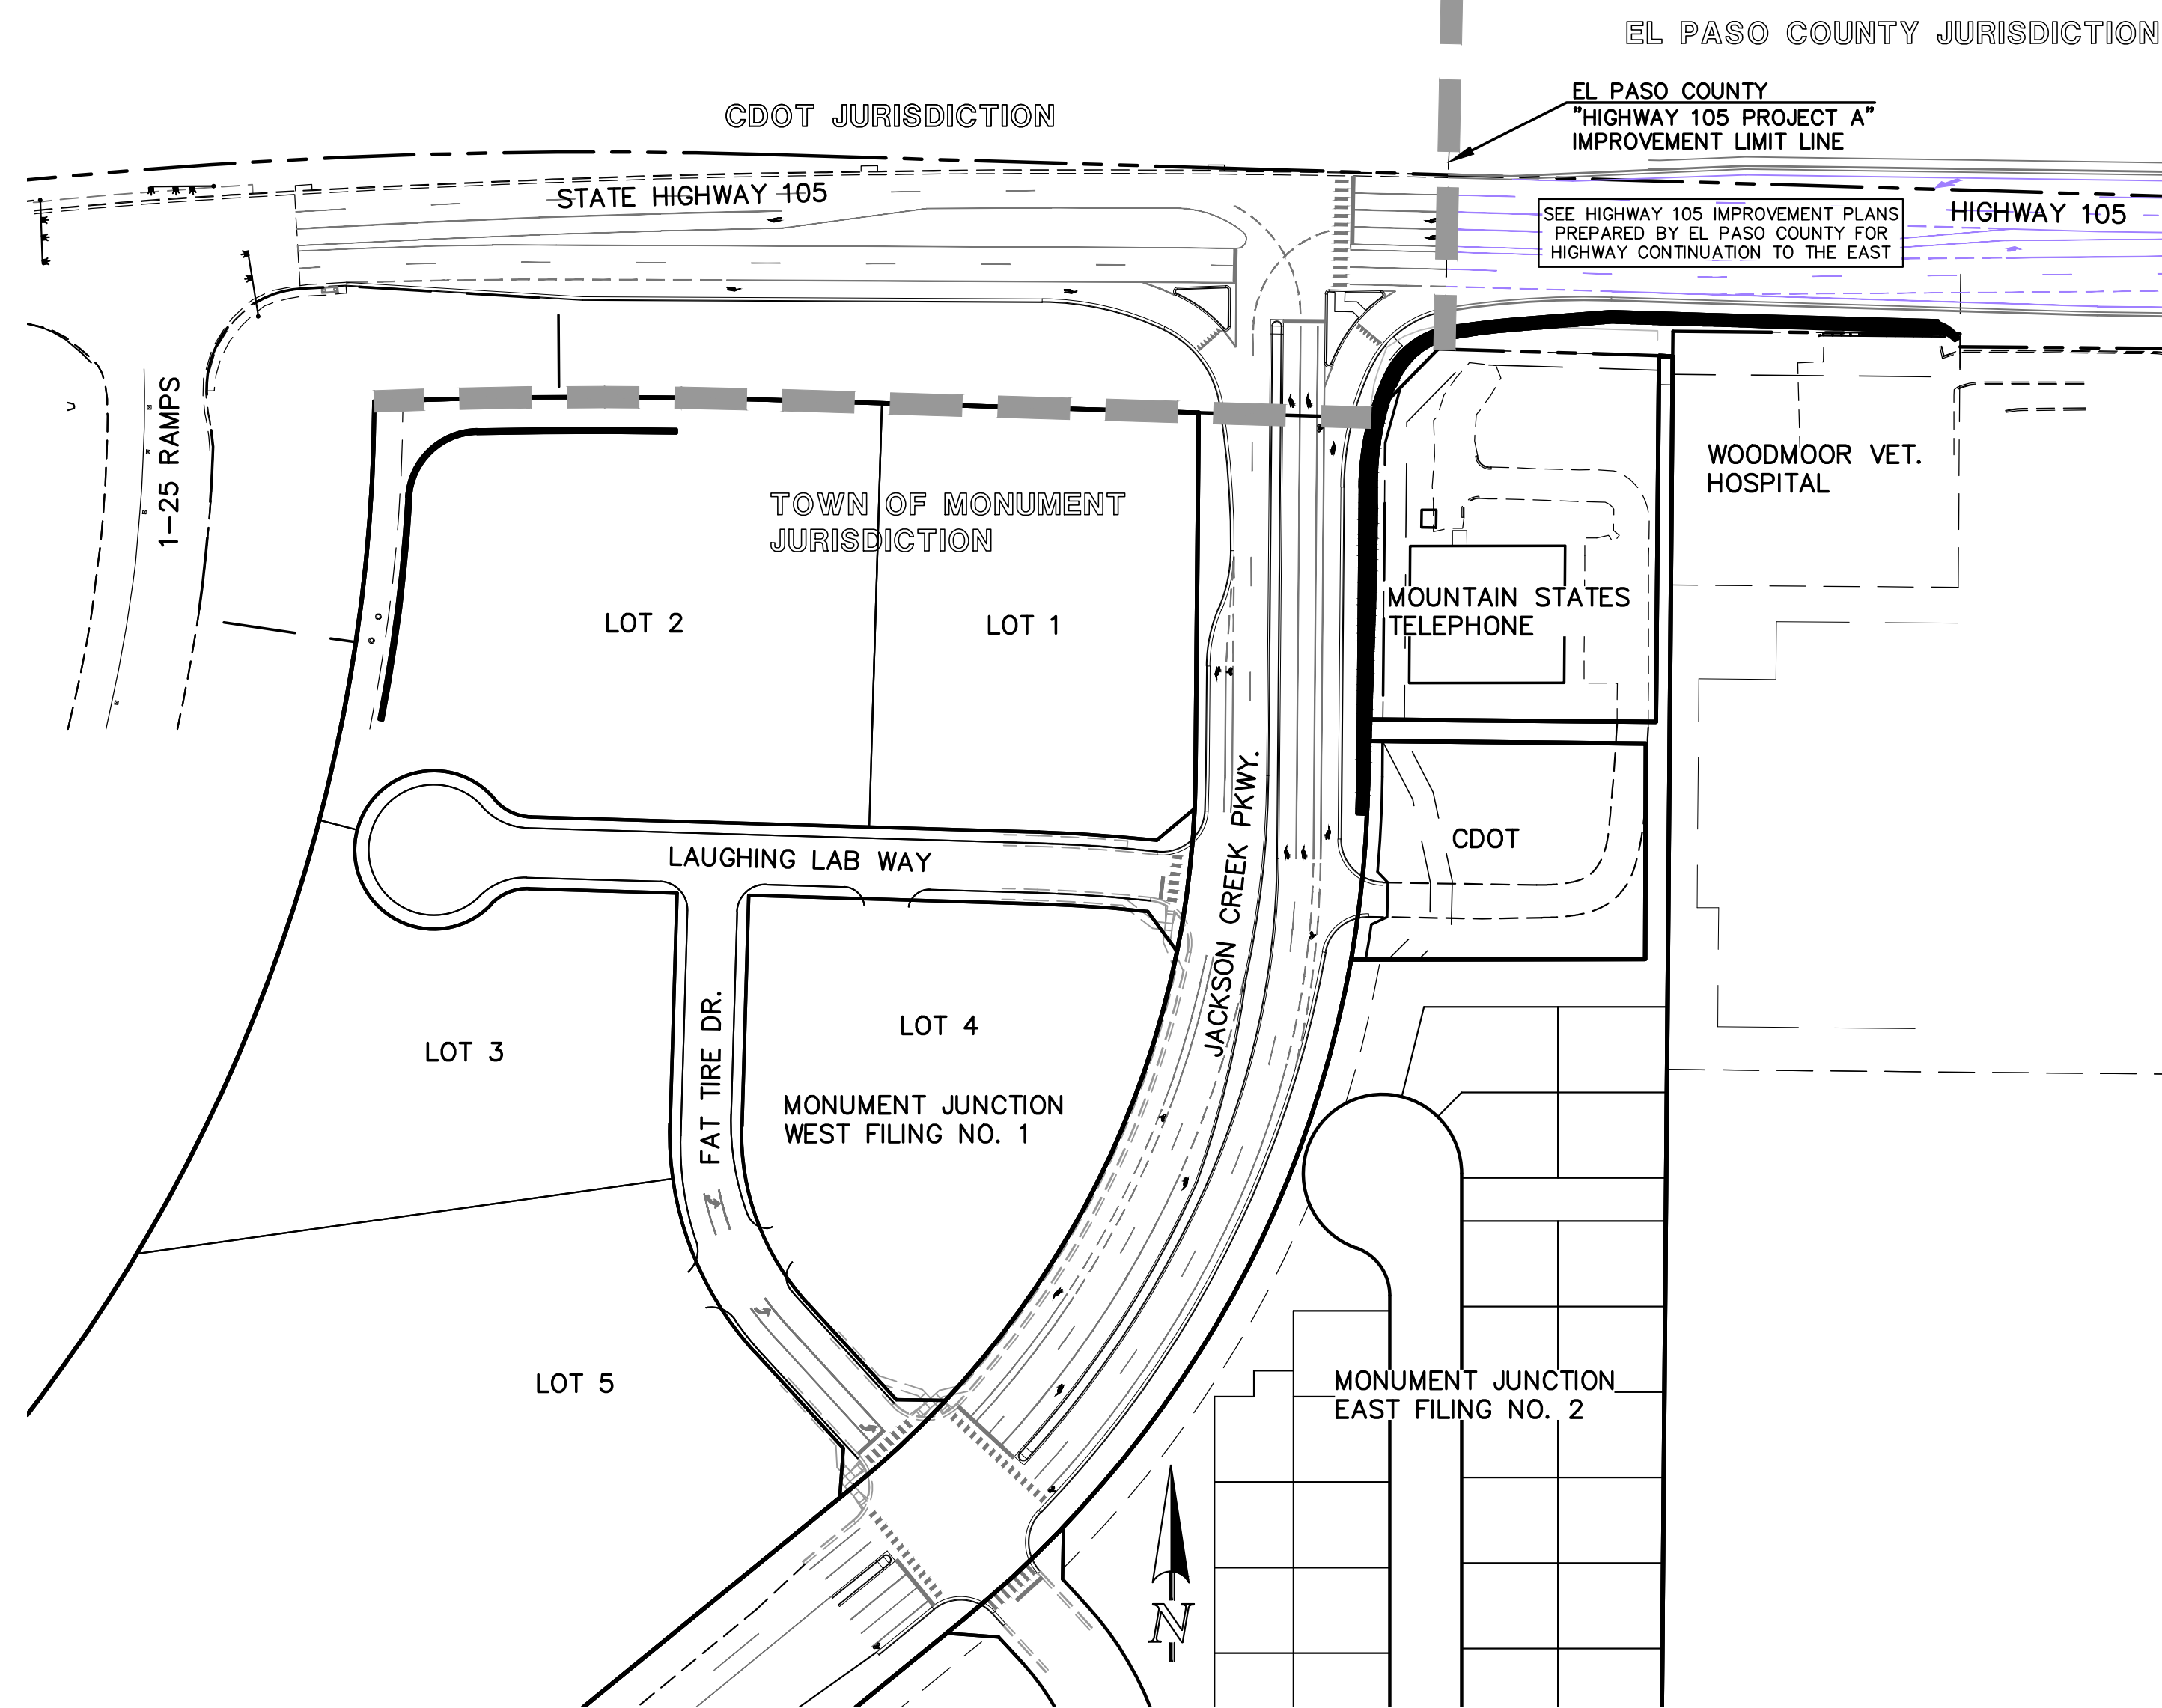 EL PASO COUNTY JURISDICTION
EL PASO COUNTY
"HIGHWAY 105 PROJECT A"
IMPROVEMENT LIMIT LINE
CDOT JURISDICTION
STATE HIGHWAY 105
HIGHWAY 105
SEE HIGHWAY 105 IMPROVEMENT PLANS
PREPARED BY EL PASO COUNTY FOR
HIGHWAY CONTINUATION TO THE EAST
1-25 RAMPS
TOWN OF MONUMENT
JURISDICTION
WOODMOOR VET.
HOSPITAL
LOT 2
LOT 1
MOUNTAIN STATES
TELEPHONE
JACKSON CREEK PKWY.
CDOT
LAUGHING LAB WAY
LOT 3
FAT TIRE DR.
LOT 4
MONUMENT JUNCTION
WEST FILING NO. 1
LOT 5
MONUMENT JUNCTION
EAST FILING NO. 2
N